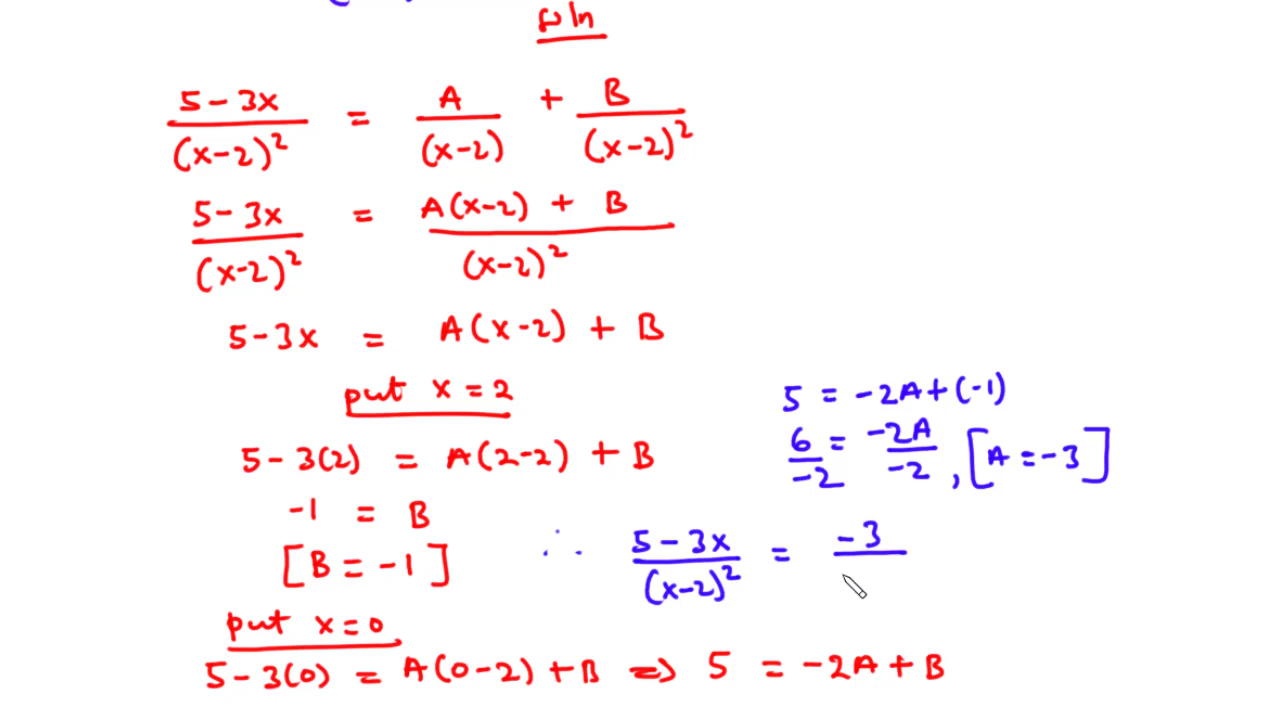 soln
5-3x/(x-2)² = A/(x-2) + B/(x-2)²
5-3x/(x-2)² = A(x-2) + B/(x-2)²
5-3x = A(x-2) + B
put x=2
5-3(2) = A(2-2) + B
-1 = B
[B = -1]
put x=0
5-3(0) = A(0-2) + B ⇒ 5 = -2A + B
5 = -2A+(-1)
6/-2 = -2A/-2, [A = -3]
∴ 5-3x/(x-2)² = -3